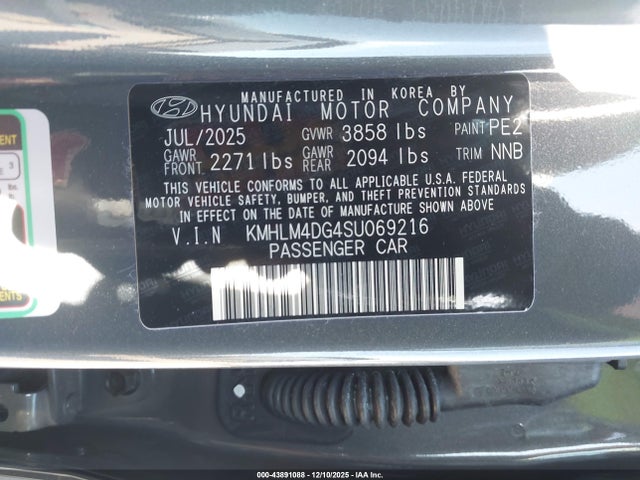 MANUFACTURED IN KOREA BY
HYUNDAI MOTOR COMPANY
JUL/2025 GVWR 3858 lbs PAINT PE2
GAWR FRONT 2271 lbs GAWR REAR 2094 lbs TRIM NNB
THIS VEHICLE CONFORMS TO ALL APPLICABLE U.S.A. FEDERAL
MOTOR VEHICLE SAFETY, BUMPER, AND THEFT PREVENTION STANDARDS
IN EFFECT ON THE DATE OF MANUFACTURE SHOWN ABOVE
V.I.N KMHLM4DG4SU069216
PASSENGER CAR
000-43891088 - 12/10/2025 - IAA, Inc.